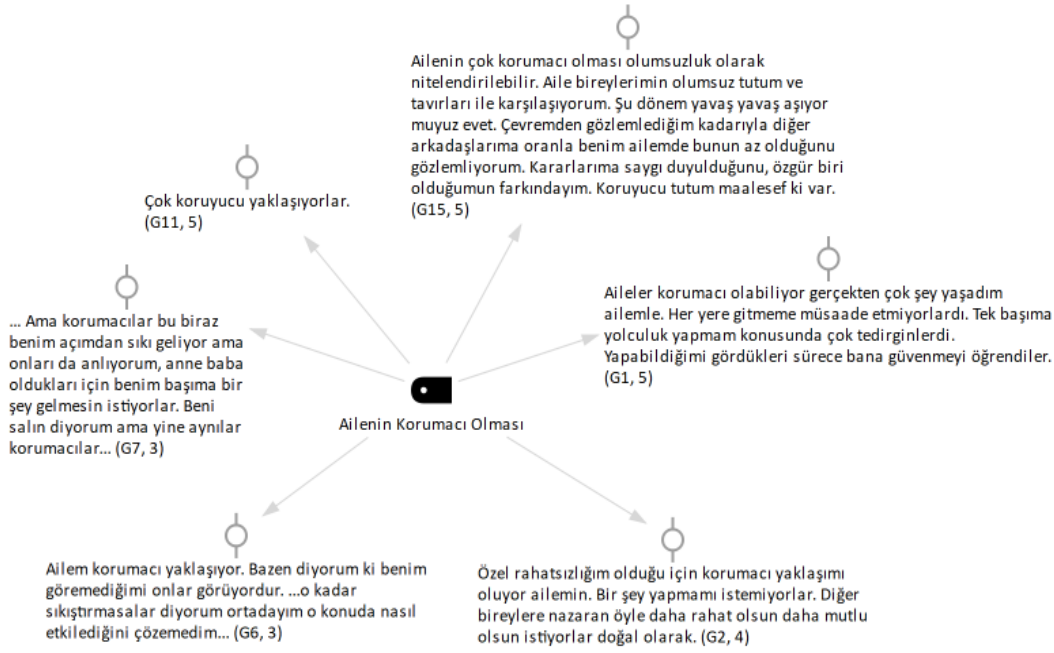 Ailenin çok korumacı olması olumsuzluk olarak
nitelendirilebilir. Aile bireylerimin olumsuz tutum ve
tavırları ile karşılaşıyorum. Şu dönem yavaş yavaş aşıyor
muyuz evet. Çevremden gözlemlediğim kadarıyla diğer
arkadaşlarıma oranla benim ailemde bunun az olduğunu
gözlemliyorum. Kararlarıma saygı duyulduğunu, özgür biri
olduğumun farkındayım. Koruyucu tutum maalesef ki var.
(G15, 5)
Çok koruyucu yaklaşıyorlar.
(G11, 5)
Aileler korumacı olabiliyor gerçekten çok şey yaşadım
ailemle. Her yere gitmeme müsaade etmiyorlardı. Tek başıma
yolculuk yapmam konusunda çok tedirginlerdi.
Yapabildiğimi gördükleri sürece bana güvenmeyi öğrendiler.
(G1, 5)
... Ama korumacılar bu biraz
benim açımdan sıkı geliyor ama
onları da anlıyorum, anne baba
oldukları için benim başıma bir
şey gelmesin istiyorlar. Beni
salın diyorum ama yine aynılar
korumacılar... (G7, 3)
Ailenin Korumacı Olması
Ailem korumacı yaklaşıyor. Bazen diyorum ki benim
göremediğimi onlar görüyordur. ...o kadar
sıkıştırmasalar diyorum ortadayım o konuda nasıl
etkilediğini çözemedim... (G6, 3)
Özel rahatsızlığım olduğu için korumacı yaklaşımı
oluyor ailemin. Bir şey yapmamı istemiyorlar. Diğer
bireylere nazaran öyle daha rahat olsun daha mutlu
olsun istiyorlar doğal olarak. (G2, 4)